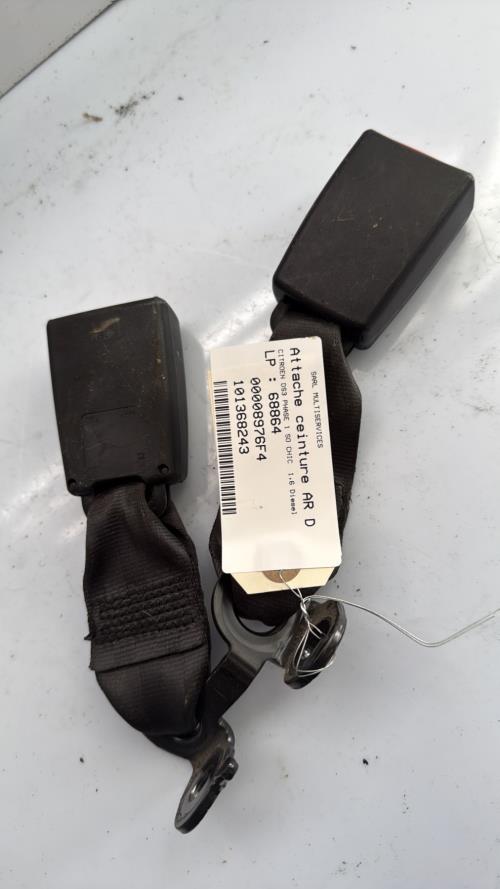 SARL MULTISERVICES
Attache ceinture AR D
CITROEN DS3 PHASE 1 SO CHIC 1.6 Diesel
LP : 68864
00008976F4
101368243